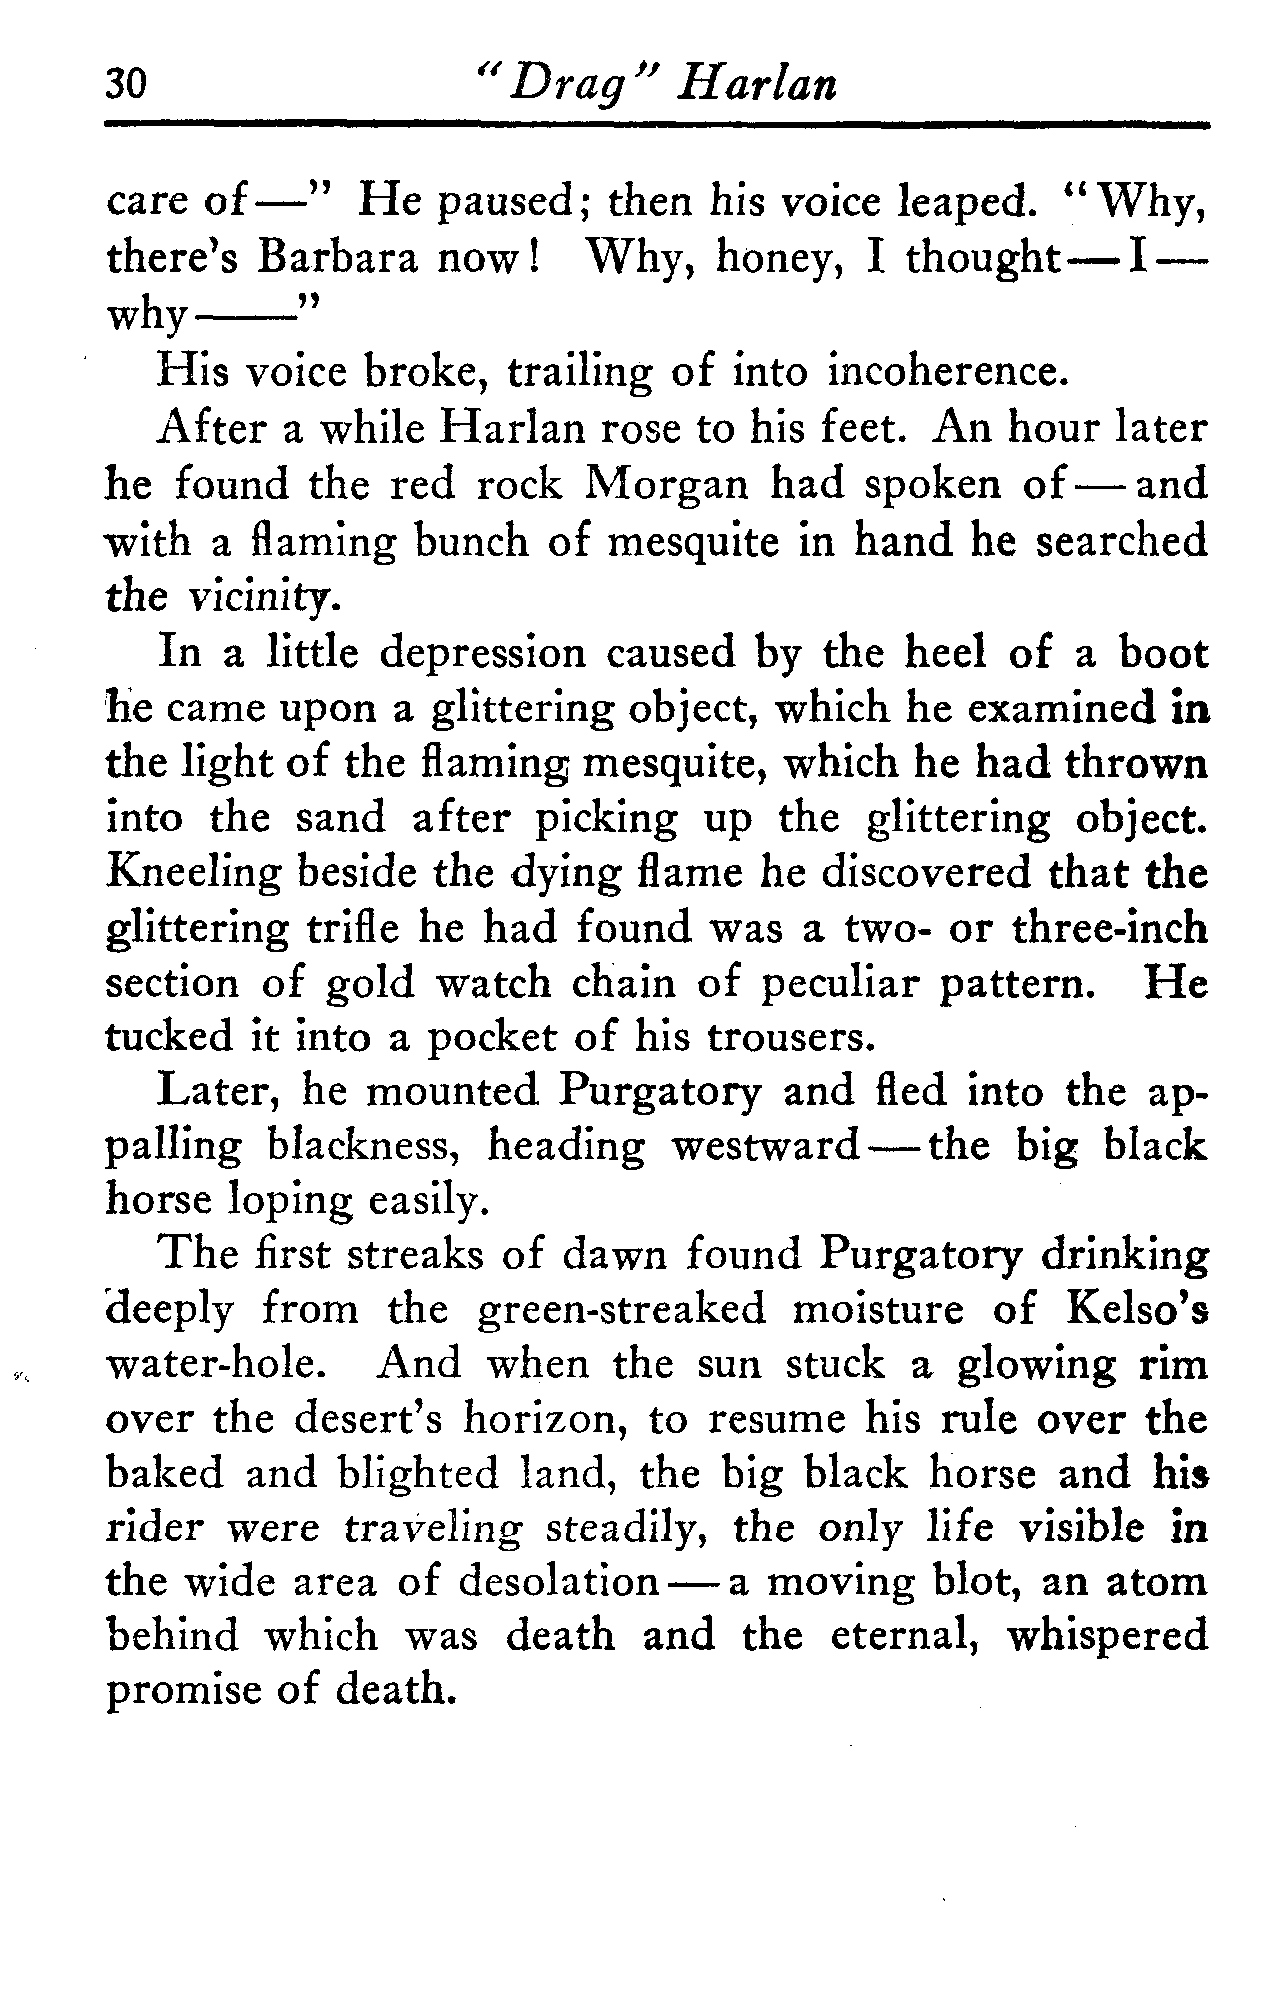 30 "Drag" Harlan
care of—" He paused; then his voice leaped. "Why,
there's Barbara now! Why, honey, I thought—I—
why——"
His voice broke, trailing of into incoherence.
After a while Harlan rose to his feet. An hour later
he found the red rock Morgan had spoken of—and
with a flaming bunch of mesquite in hand he searched
the vicinity.
In a little depression caused by the heel of a boot
he came upon a glittering object, which he examined in
the light of the flaming mesquite, which he had thrown
into the sand after picking up the glittering object.
Kneeling beside the dying flame he discovered that the
glittering trifle he had found was a two- or three-inch
section of gold watch chain of peculiar pattern. He
tucked it into a pocket of his trousers.
Later, he mounted Purgatory and fled into the ap-
palling blackness, heading westward—the big black
horse loping easily.
The first streaks of dawn found Purgatory drinking
deeply from the green-streaked moisture of Kelso's
water-hole. And when the sun stuck a glowing rim
over the desert's horizon, to resume his rule over the
baked and blighted land, the big black horse and his
rider were traveling steadily, the only life visible in
the wide area of desolation—a moving blot, an atom
behind which was death and the eternal, whispered
promise of death.